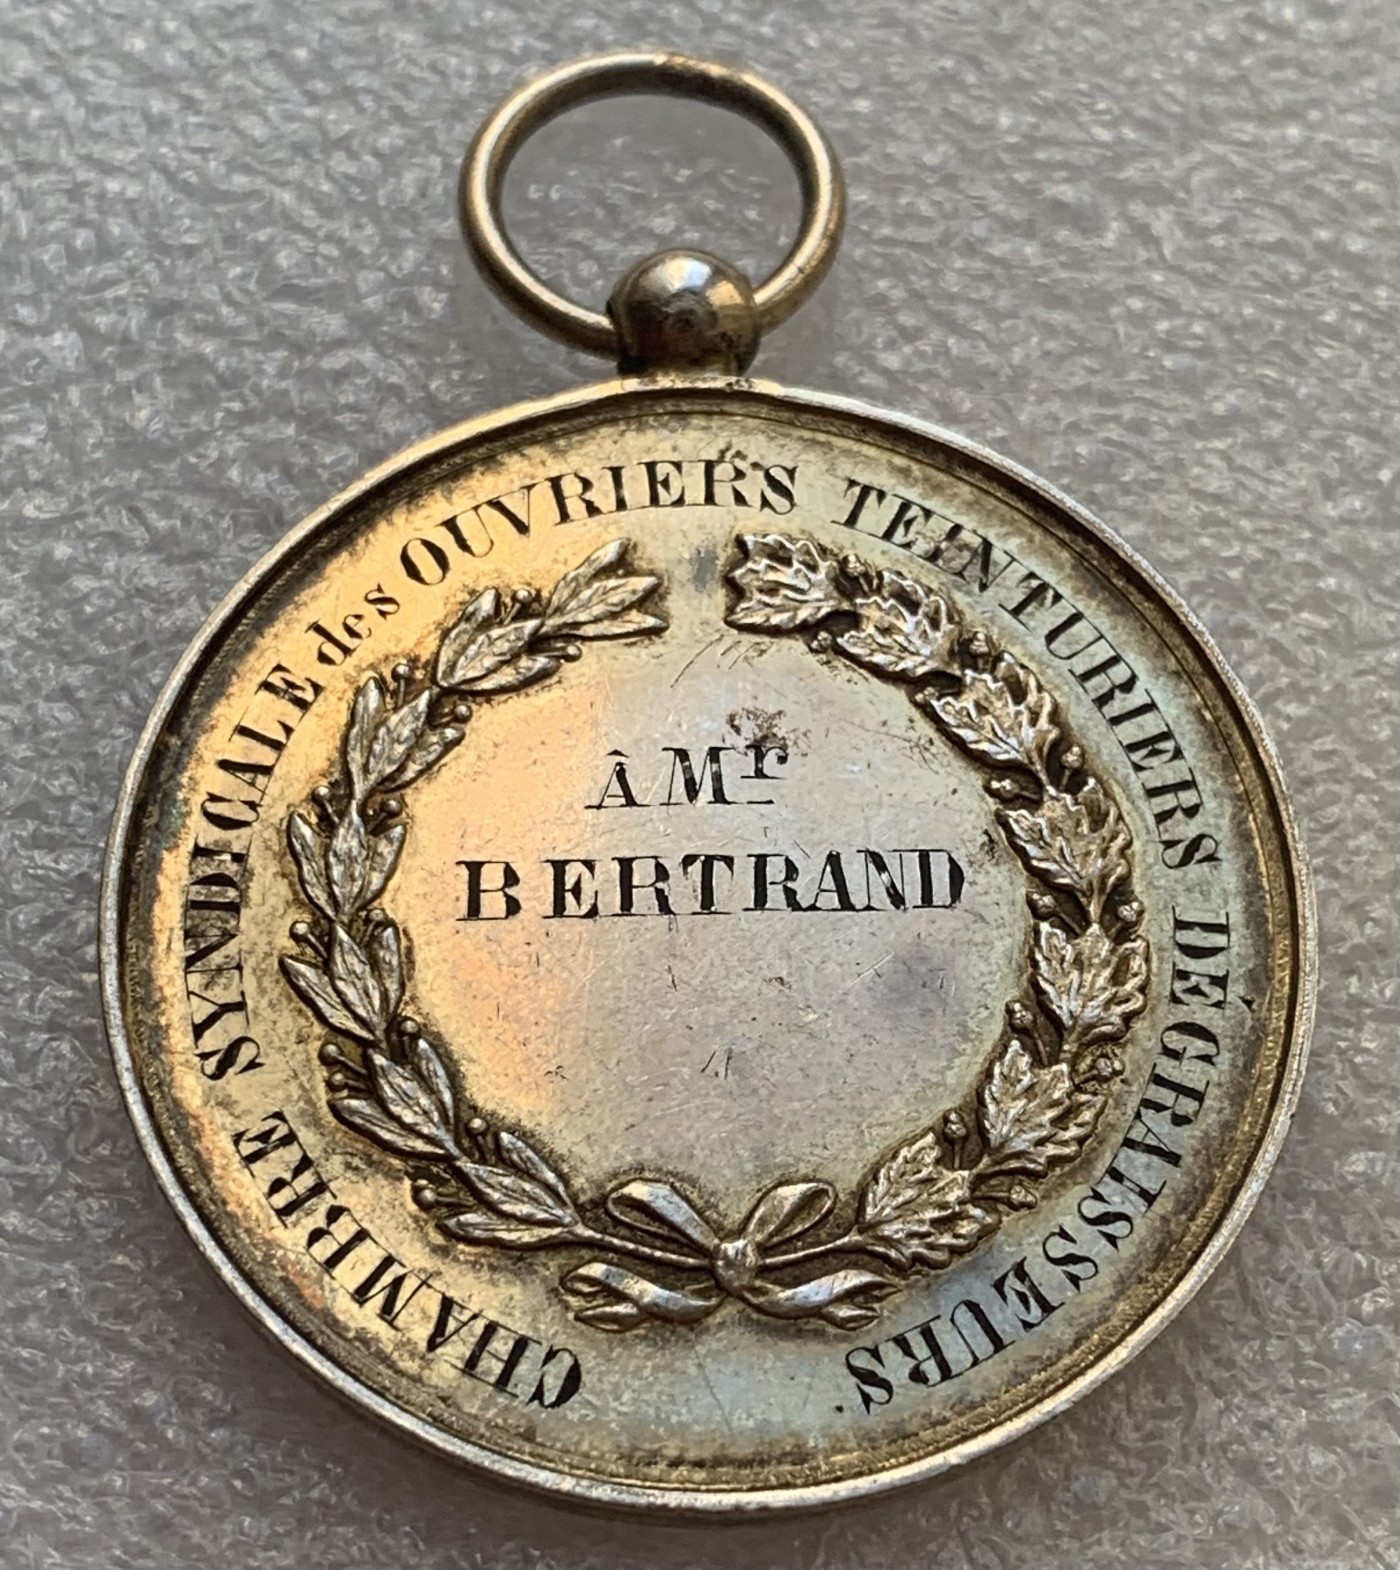 CHAMBRE SYNDICALE des OUVRIERS TEINTURIERS DÉGRAISSEURS
À Mr
BERTRAND